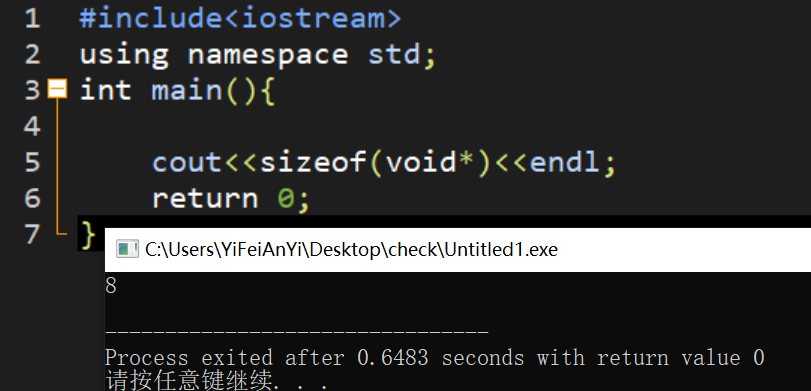 1 #include<iostream>
2 using namespace std;
3 int main(){
4
5 cout<<sizeof(void*)<<endl;
6 return 0;
7 }
C:\Users\YiFeiAnYi\Desktop\check\Untitled1.exe
8
--------------------------------
Process exited after 0.6483 seconds with return value 0
请按任意键继续. . .